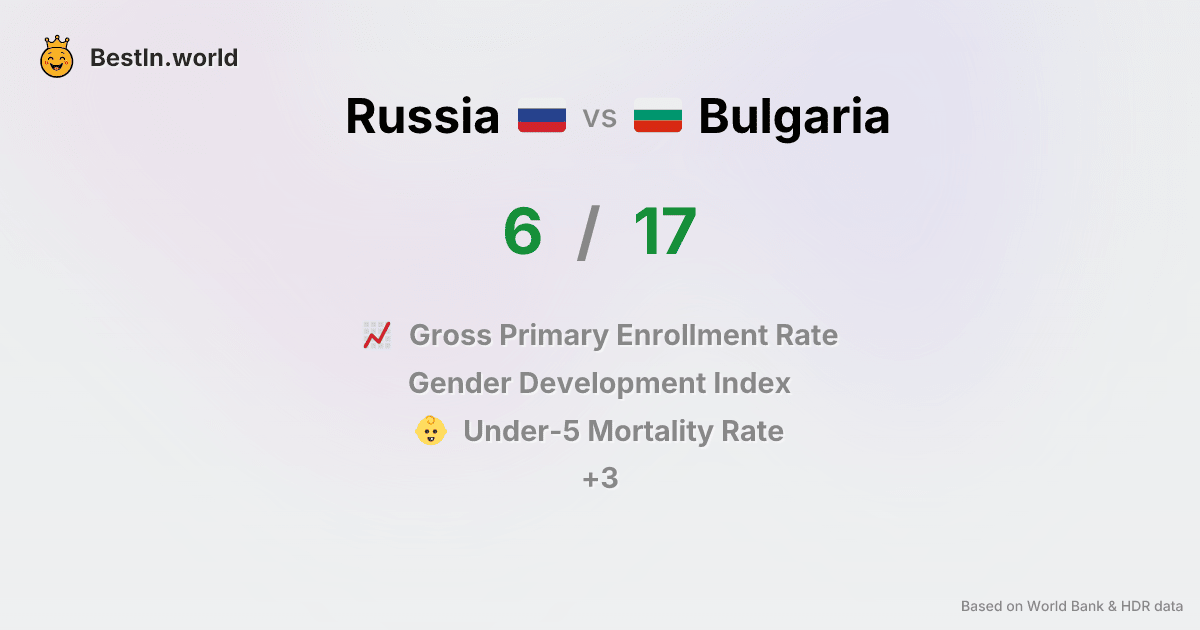 BestIn.world
Russia vs Bulgaria
6 / 17
Gross Primary Enrollment Rate
Gender Development Index
Under-5 Mortality Rate
+3
Based on World Bank & HDR data